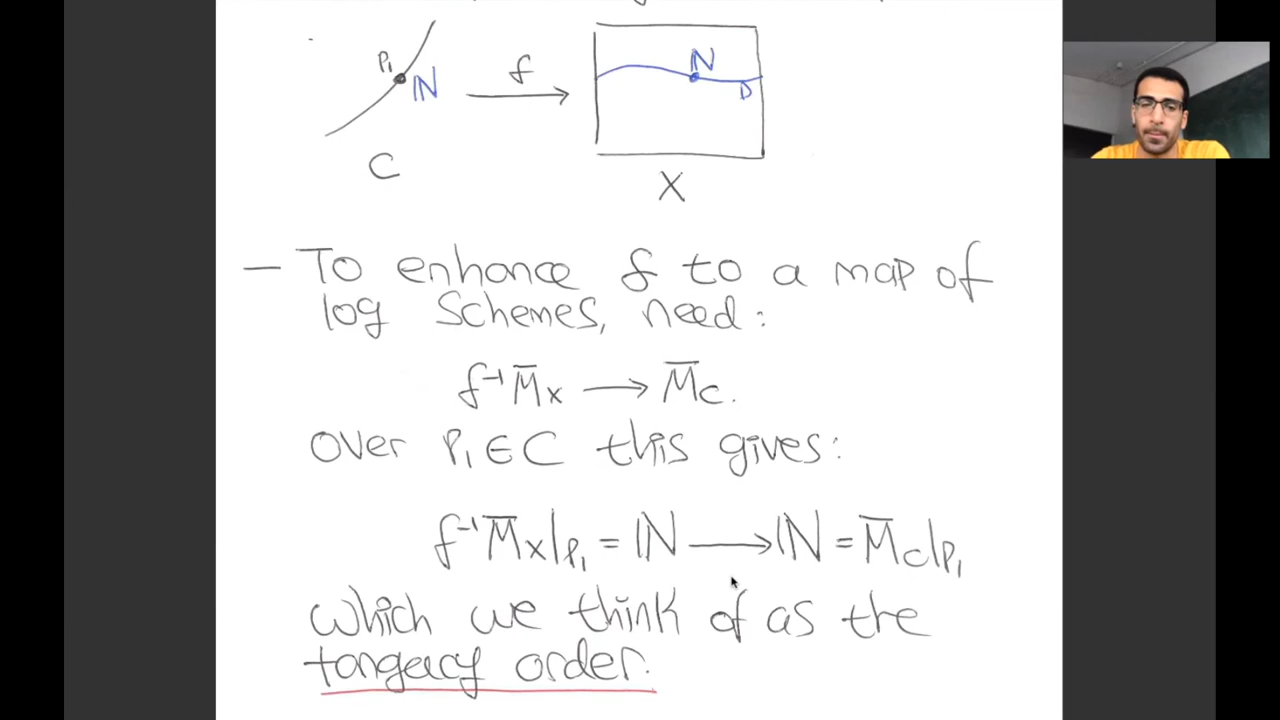 P₁
ℕ
f
ℕ
D
C
X
— To enhance f to a map of
log schemes, need:
f⁻¹M̅x ⟶ M̅c.
Over P₁ ∈ C this gives:
f⁻¹M̅x|P₁ = ℕ ⟶ ℕ = M̅c|P₁
which we think of as the
tangecy order.